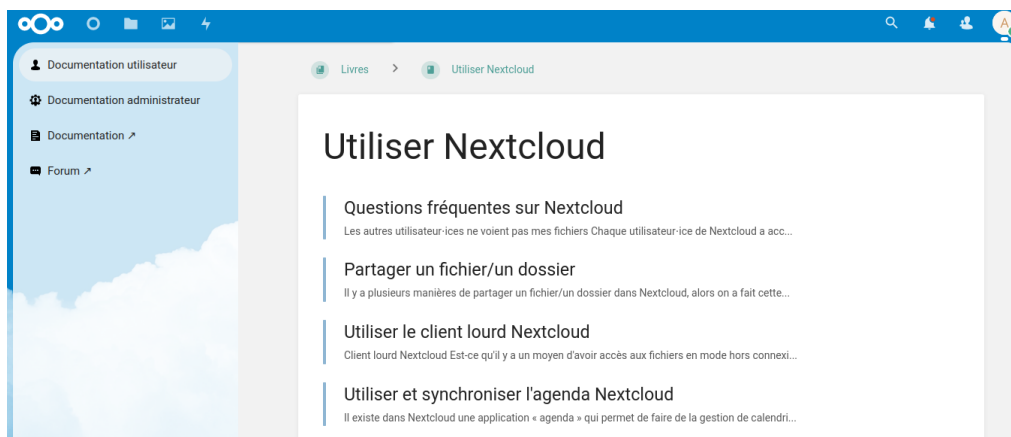 A
Documentation utilisateur
Documentation administrateur
Documentation ↗
Forum ↗
Livres > Utiliser Nextcloud
Utiliser Nextcloud
Questions fréquentes sur Nextcloud
Les autres utilisateur·ices ne voient pas mes fichiers Chaque utilisateur·ice de Nextcloud a acc...
Partager un fichier/un dossier
Il y a plusieurs manières de partager un fichier/un dossier dans Nextcloud, alors on a fait cette...
Utiliser le client lourd Nextcloud
Client lourd Nextcloud Est-ce qu'il y a un moyen d'avoir accès aux fichiers en mode hors connexi...
Utiliser et synchroniser l'agenda Nextcloud
Il existe dans Nextcloud une application « agenda » qui permet de faire de la gestion de calendri...